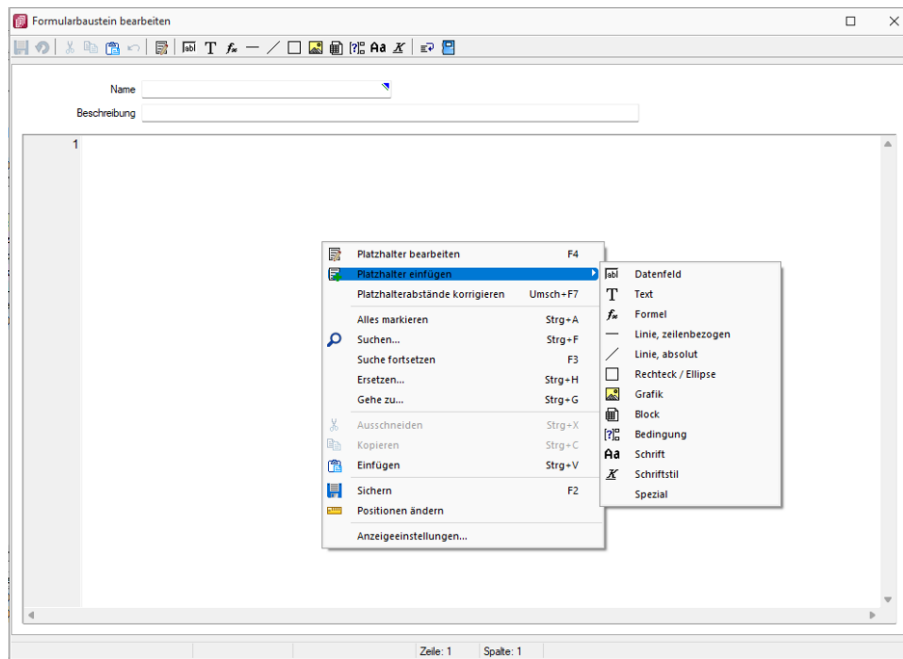 Formularbaustein bearbeiten
Name
Beschreibung
1
Platzhalter bearbeiten F4
Platzhalter einfügen
Platzhalterabstände korrigieren Umsch+F7
Alles markieren Strg+A
Suchen... Strg+F
Suche fortsetzen F3
Ersetzen... Strg+H
Gehe zu... Strg+G
Ausschneiden Strg+X
Kopieren Strg+C
Einfügen Strg+V
Sichern F2
Positionen ändern
Anzeigeeinstellungen...
Datenfeld
Text
Formel
Linie, zeilenbezogen
Linie, absolut
Rechteck / Ellipse
Grafik
Block
Bedingung
Schrift
Schriftstil
Spezial
Zeile: 1 Spalte: 1